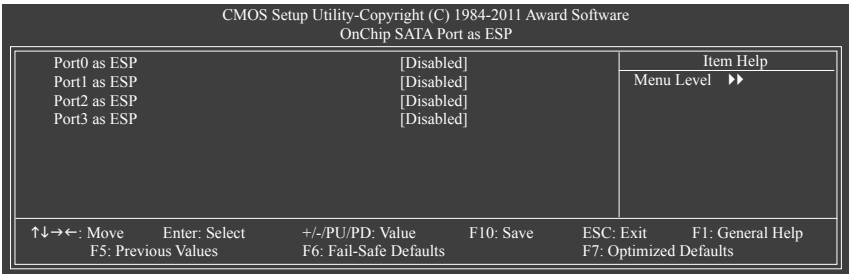 CMOS Setup Utility-Copyright (C) 1984-2011 Award Software
OnChip SATA Port as ESP
Port0 as ESP [Disabled]
Port1 as ESP [Disabled]
Port2 as ESP [Disabled]
Port3 as ESP [Disabled]
Item Help
Menu Level ▶▶
↑↓→←: Move Enter: Select +/-/PU/PD: Value F10: Save ESC: Exit F1: General Help
F5: Previous Values F6: Fail-Safe Defaults F7: Optimized Defaults